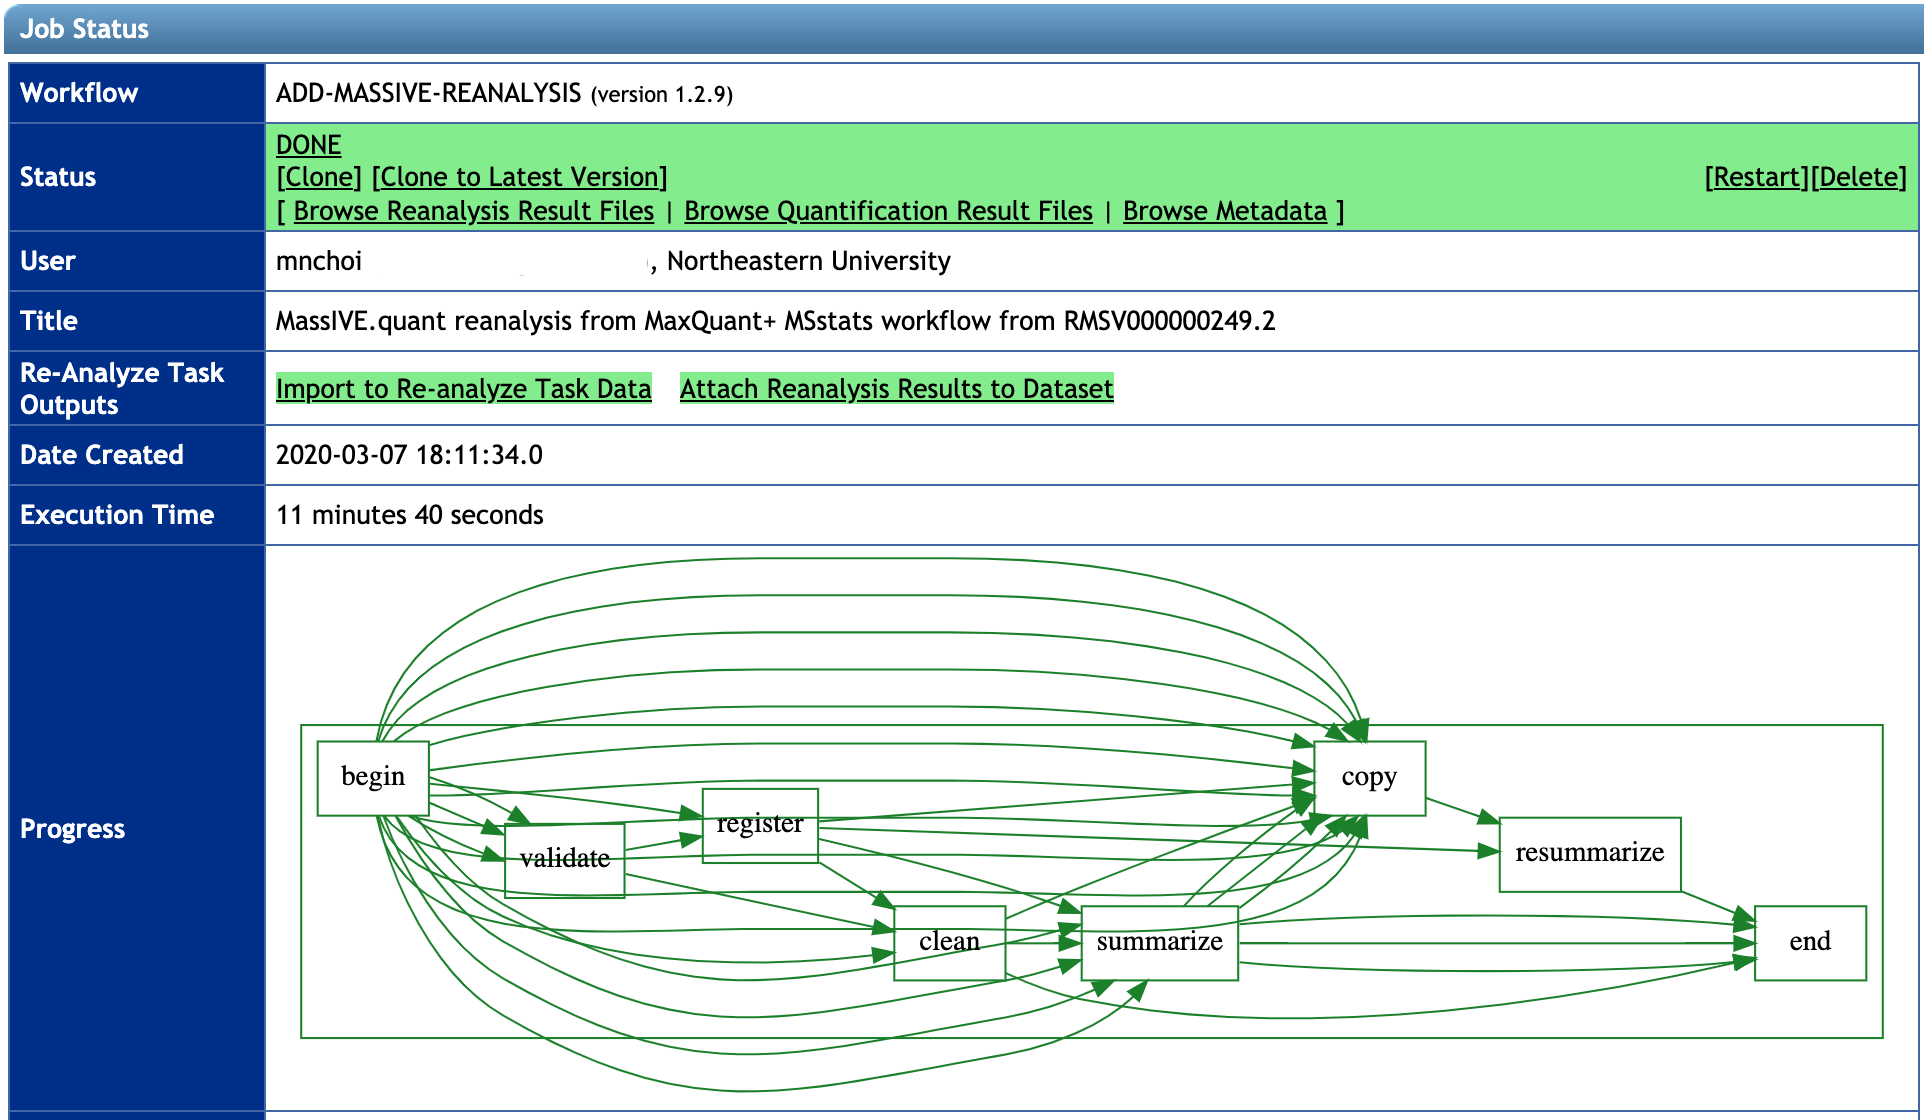 Job Status
Workflow
ADD-MASSIVE-REANALYSIS (version 1.2.9)
Status
DONE
[Clone] [Clone to Latest Version]
[Restart][Delete]
[ Browse Reanalysis Result Files | Browse Quantification Result Files | Browse Metadata ]
User
mnchoi , Northeastern University
Title
MassIVE.quant reanalysis from MaxQuant+ MSstats workflow from RMSV000000249.2
Re-Analyze Task
Outputs
Import to Re-analyze Task Data Attach Reanalysis Results to Dataset
Date Created
2020-03-07 18:11:34.0
Execution Time
11 minutes 40 seconds
Progress
begin
validate
register
clean
summarize
copy
resummarize
end